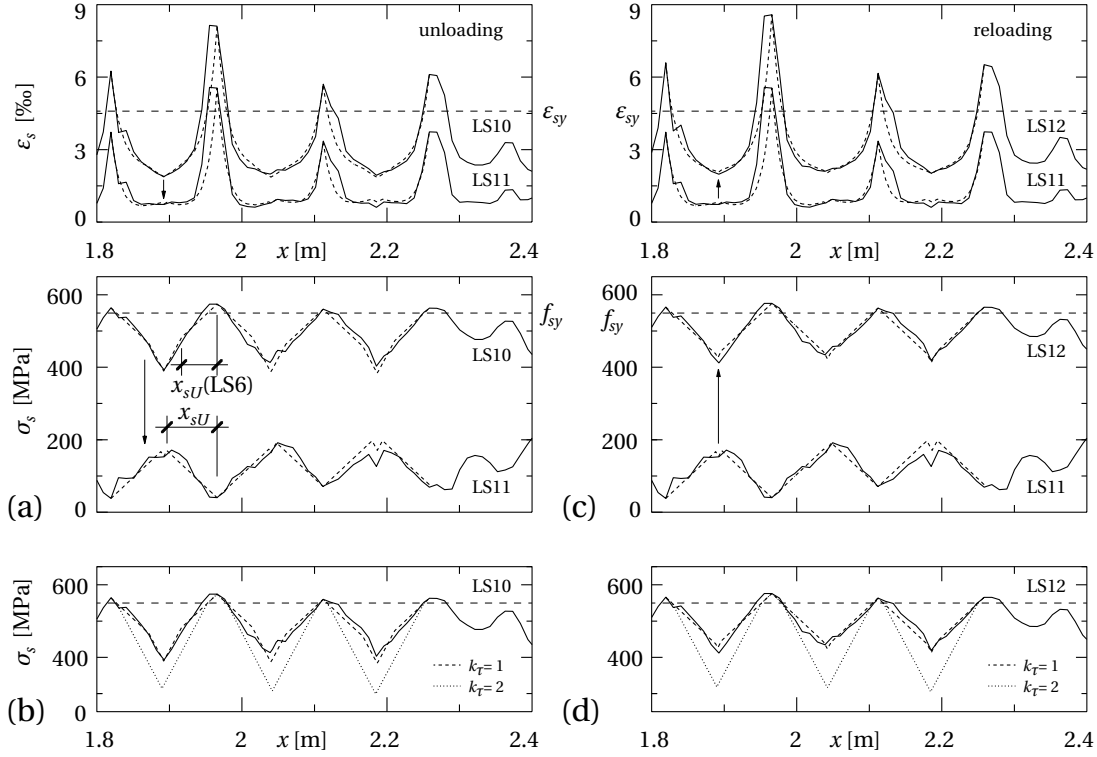 9
6
3
0
ε_s [‰]
unloading
LS10
LS11
ε_sy
1.8
2
x [m]
2.2
2.4
600
400
200
0
σ_s [MPa]
f_sy
LS10
x_sU(LS6)
x_sU
LS11
(a)
600
400
0
σ_s [MPa]
LS10
k_τ= 1
k_τ= 2
(b)
1.8
2
x [m]
2.2
2.4
9
6
3
0
ε_sy
reloading
LS12
LS11
1.8
2
x [m]
2.2
2.4
600
400
200
0
f_sy
LS12
LS11
(c)
600
400
0
LS12
k_τ= 1
k_τ= 2
(d)
1.8
2
x [m]
2.2
2.4